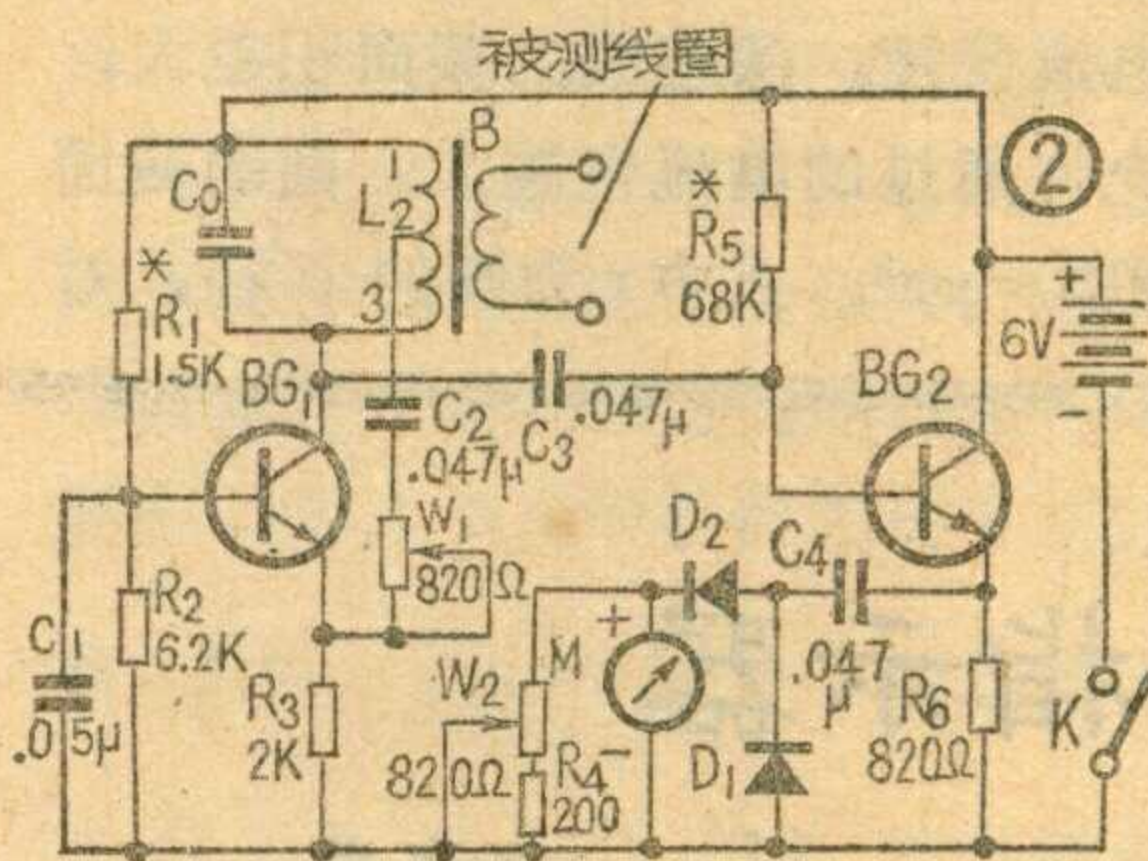 被测线圈
②
B
1
C0
L2
3
*
R1
1.5K
*
R5
68K
+
6V
-
BG1
C2
.047μ
C3
.047μ
BG2
W1
820Ω
D2
C4
.047
μ
R2
6.2K
C1
.015μ
R3
2K
W2
820Ω
+
M
-
R4
200
D1
R6
820Ω
K